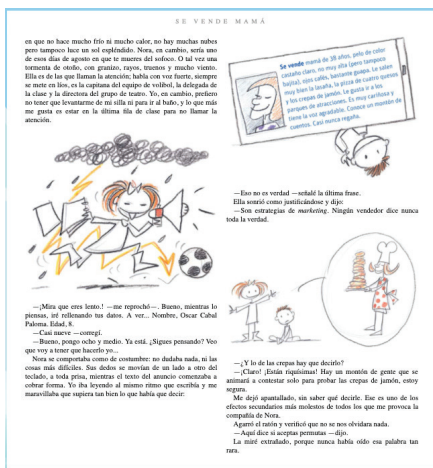 SE VENDE MAMÁ
en que no hace mucho frío ni mucho calor, no hay muchas nubes
pero tampoco luce un sol espléndido. Nora, en cambio, sería uno
de esos días de agosto en que te mueres del sofoco. O tal vez una
tormenta de otoño, con granizo, rayos, truenos y mucho viento.
Ella es de las que llaman la atención; habla con voz fuerte, siempre
se mete en líos, es la capitana del equipo de volibol, la delegada de
la clase y la directora del grupo de teatro. Yo, en cambio, prefiero
no tener que levantarme de mi silla ni para ir al baño, y lo que más
me gusta es estar en la última fila de clase para no llamar la
atención.
—¡Mira que eres lento.! —me reprochó—. Bueno, mientras lo
piensas, iré rellenando tus datos. A ver... Nombre, Oscar Cabal
Paloma. Edad, 8.
—Casi nueve —corregí.
—Bueno, pongo ocho y medio. Ya está. ¿Sigues pensando? Veo
que voy a tener que hacerlo yo...
Nora se comportaba como de costumbre: no dudaba nada, ni las
cosas más difíciles. Sus dedos se movían de un lado a otro del
teclado, a toda prisa, mientras el texto del anuncio comenzaba a
cobrar forma. Yo iba leyendo al mismo ritmo que escribía y me
maravillaba que supiera tan bien lo que había que decir:
Se vende mamá de 38 años, pelo de color
castaño claro, no muy alta (pero tampoco
bajita), ojos cafés, bastante guapa. Le salen
muy bien la lasaña, la pizza de cuatro quesos
y los crepas de jamón. Le gusta ir a los
parques de atracciones. Es muy cariñosa y
tiene la voz agradable. Conoce un montón de
cuentos. Casi nunca regaña.
—Eso no es verdad —señalé la última frase.
Ella sonrió como justificándose y dijo:
—Son estrategias de marketing. Ningún vendedor dice nunca
toda la verdad.
—¿Y lo de las crepas hay que decirlo?
—¡Claro! ¡Están riquísimas! Hay un montón de gente que se
animará a contestar solo para probar las crepas de jamón, estoy
segura.
Me dejó apantallado, sin saber qué decirle. Ese es uno de los
efectos secundarios más molestos de todos los que me provoca la
compañía de Nora.
Agarró el ratón y verificó que no se nos olvidara nada.
—Aquí dice si aceptas permutas —dijo.
La miré extrañado, porque nunca había oído esa palabra tan
rara.